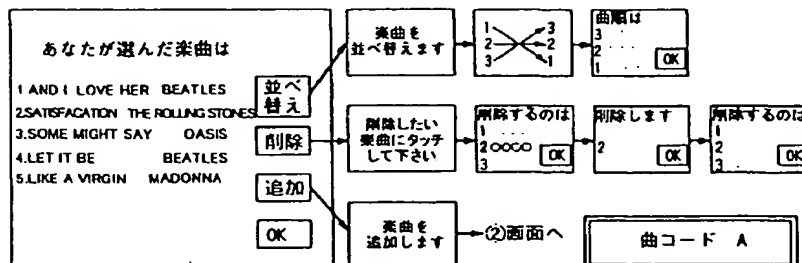 あなたが選んだ楽曲は
1 AND I LOVE HER BEATLES
2.SATISFACATION THE ROLLING STONES
3.SOME MIGHT SAY OASIS
4.LET IT BE BEATLES
5.LIKE A VIRGIN MADONNA
並べ
替え
削除
追加
OK
楽曲を
並べ替えます
1 3
2 2
3 1
曲順は
3 . . .
2 . . .
1 . . .
OK
削除したい
楽曲にタッチ
して下さい
削除するのは
1 . . .
2 ○○○○
3
OK
削除します
2
OK
削除するのは
1
2
3
OK
楽曲を
追加します
②画面へ
曲コード A